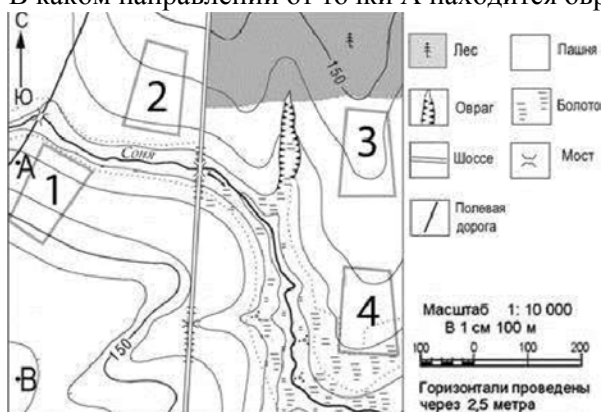 В каком направлении от точки А находится овр
С
Ю
150
2
3
Соня
А
1
4
150
В
Лес
Пашня
Овраг
Болото
Шоссе
Мост
Полевая
дорога
Масштаб 1: 10 000
В 1 см 100 м
100 0 100 200
Горизонтали проведены
через 2,5 метра